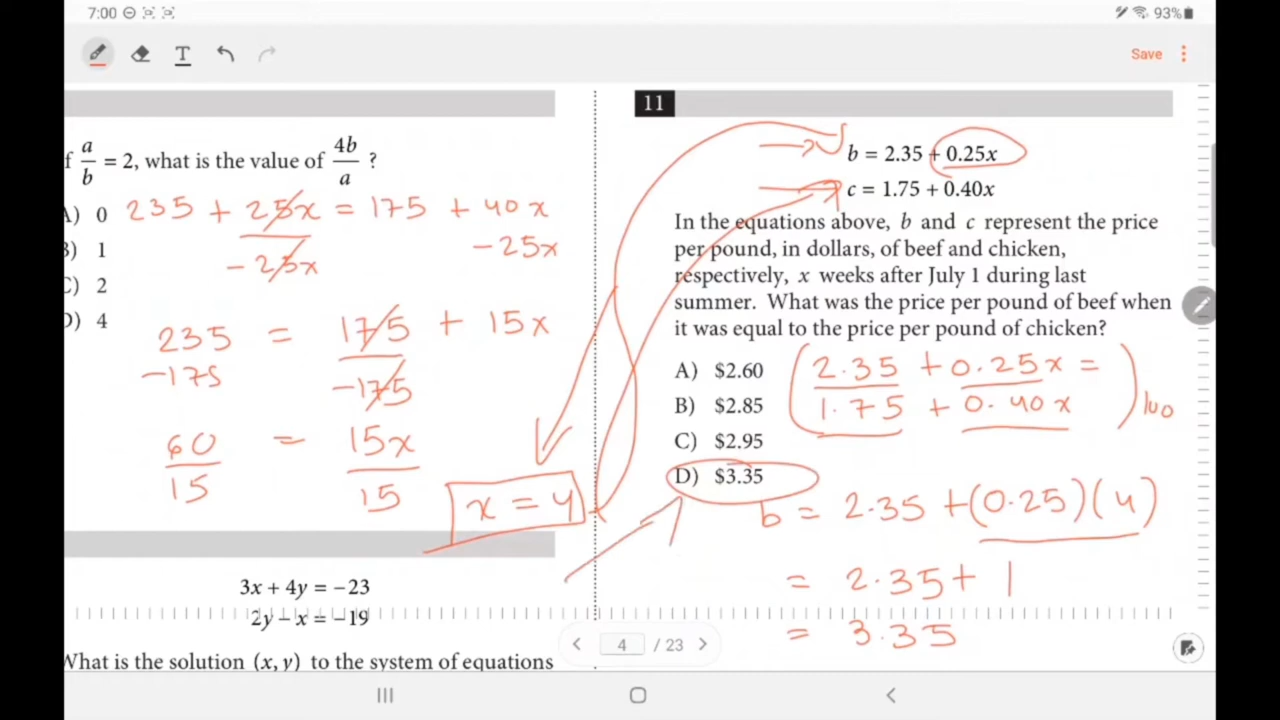 7:00 93%
T Save
f a/b = 2, what is the value of 4b/a ?
A) 0
B) 1
C) 2
D) 4
235 + 25x = 175 + 40x
-25x -25x
235 = 175 + 15x
-175 -175
60 = 15x
15 15
x = 4
3x + 4y = −23
2y − x = −19
What is the solution (x, y) to the system of equations
11
b = 2.35 + 0.25x
c = 1.75 + 0.40x
In the equations above, b and c represent the price
per pound, in dollars, of beef and chicken,
respectively, x weeks after July 1 during last
summer. What was the price per pound of beef when
it was equal to the price per pound of chicken?
A) $2.60
B) $2.85
C) $2.95
D) $3.35
(2.35 + 0.25x =
1.75 + 0.40x) 100
b = 2.35 + (0.25)(4)
= 2.35 + 1
= 3.35
4 / 23